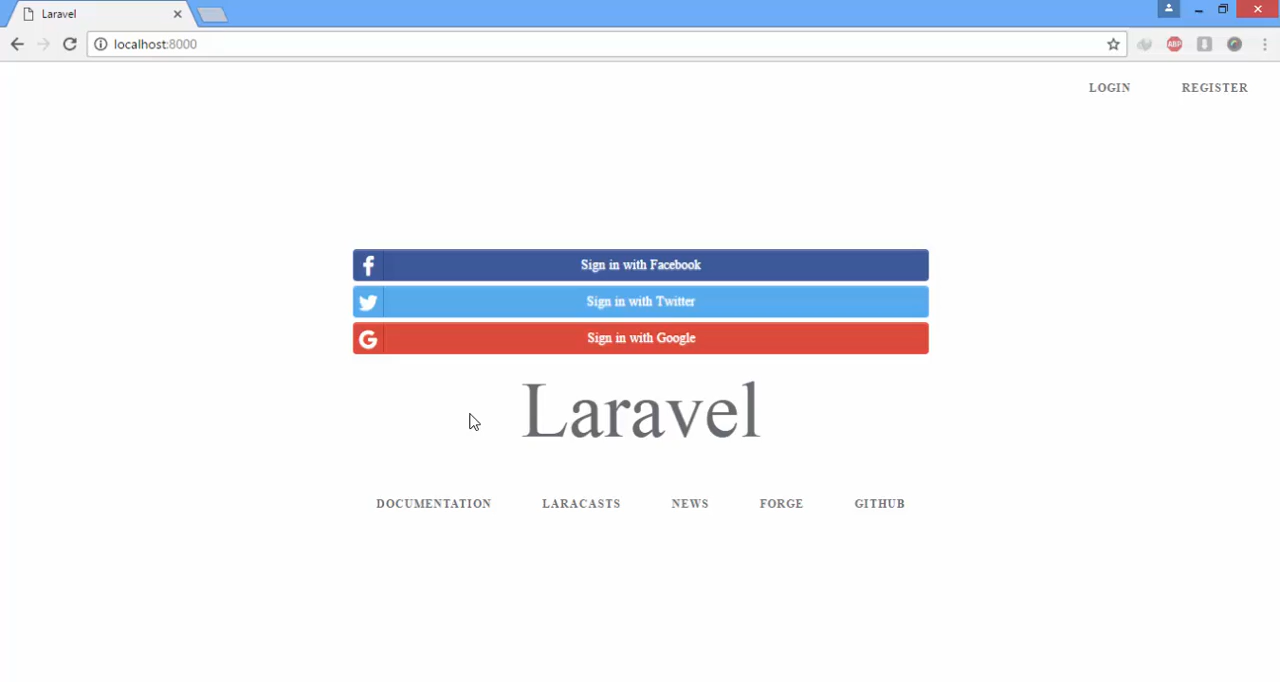 Laravel
localhost:8000
ABP
LOGIN REGISTER
Sign in with Facebook
Sign in with Twitter
Sign in with Google
Laravel
DOCUMENTATION LARACASTS NEWS FORGE GITHUB